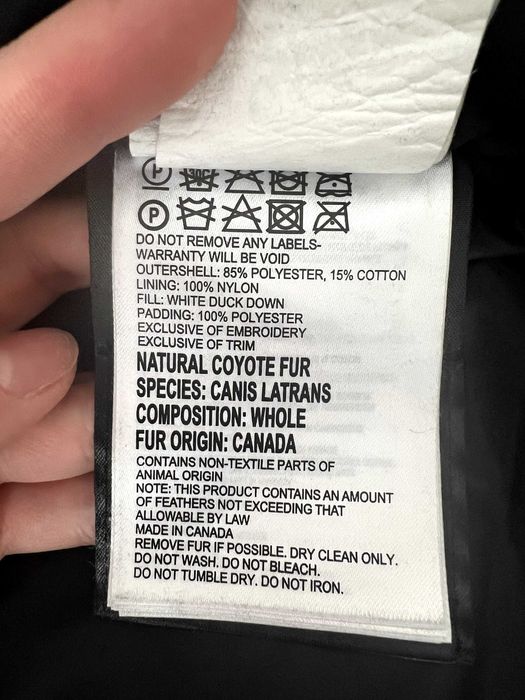 P
DO NOT REMOVE ANY LABELS-
WARRANTY WILL BE VOID
OUTERSHELL: 85% POLYESTER, 15% COTTON
LINING: 100% NYLON
FILL: WHITE DUCK DOWN
PADDING: 100% POLYESTER
EXCLUSIVE OF EMBROIDERY
EXCLUSIVE OF TRIM
NATURAL COYOTE FUR
SPECIES: CANIS LATRANS
COMPOSITION: WHOLE
FUR ORIGIN: CANADA
CONTAINS NON-TEXTILE PARTS OF
ANIMAL ORIGIN
NOTE: THIS PRODUCT CONTAINS AN AMOUNT
OF FEATHERS NOT EXCEEDING THAT
ALLOWABLE BY LAW
MADE IN CANADA
REMOVE FUR IF POSSIBLE. DRY CLEAN ONLY.
DO NOT WASH. DO NOT BLEACH.
DO NOT TUMBLE DRY. DO NOT IRON.